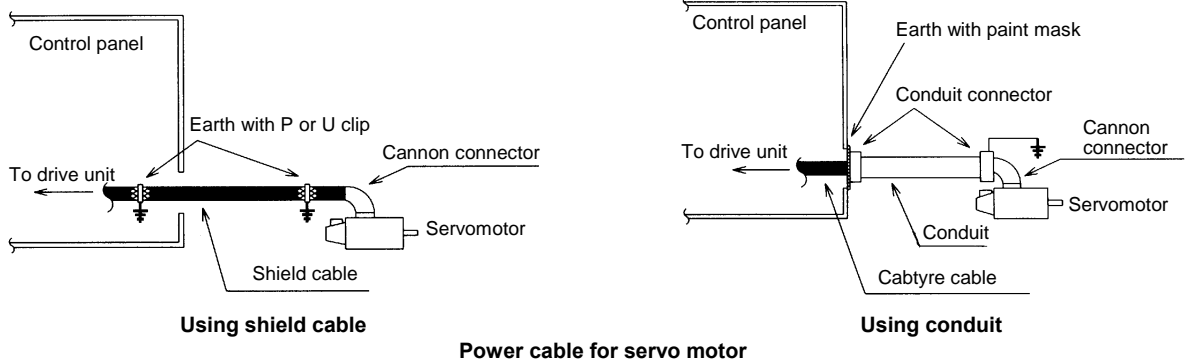 Control panel
Earth with P or U clip
Cannon connector
To drive unit
Servomotor
Shield cable
Using shield cable
Control panel
Earth with paint mask
Conduit connector
Cannon
connector
To drive unit
Servomotor
Conduit
Cabtyre cable
Using conduit
Power cable for servo motor